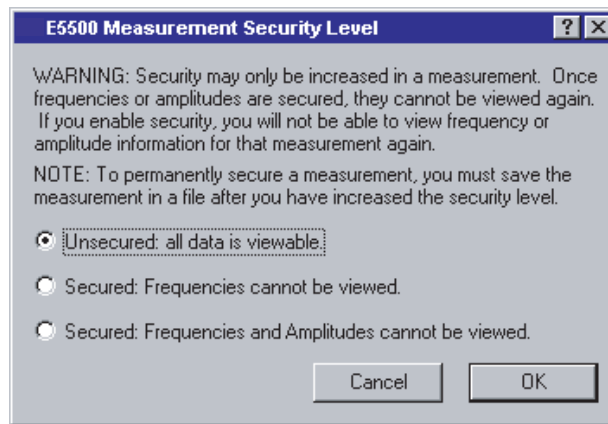 E5500 Measurement Security Level
WARNING: Security may only be increased in a measurement. Once
frequencies or amplitudes are secured, they cannot be viewed again.
If you enable security, you will not be able to view frequency or
amplitude information for that measurement again.
NOTE: To permanently secure a measurement, you must save the
measurement in a file after you have increased the security level.
Unsecured: all data is viewable.
Secured: Frequencies cannot be viewed.
Secured: Frequencies and Amplitudes cannot be viewed.
Cancel OK